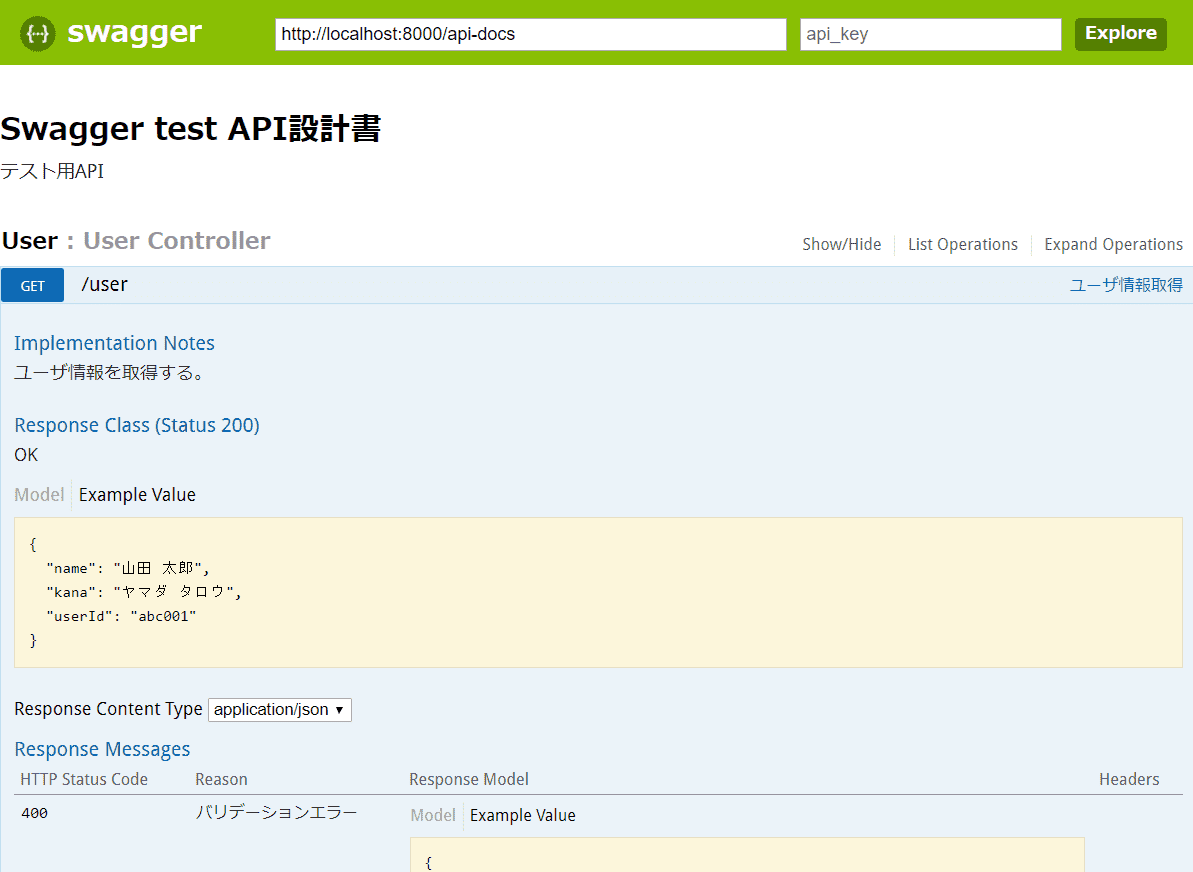 {···} swagger http://localhost:8000/api-docs api_key Explore
Swagger test API設計書
テスト用API
User : User Controller Show/Hide List Operations Expand Operations
GET /user ユーザ情報取得
Implementation Notes
ユーザ情報を取得する。
Response Class (Status 200)
OK
Model Example Value
{
"name": "山田 太郎",
"kana": "ヤマダ タロウ",
"userId": "abc001"
}
Response Content Type application/json
Response Messages
HTTP Status Code Reason Response Model Headers
400 バリデーションエラー Model Example Value
{